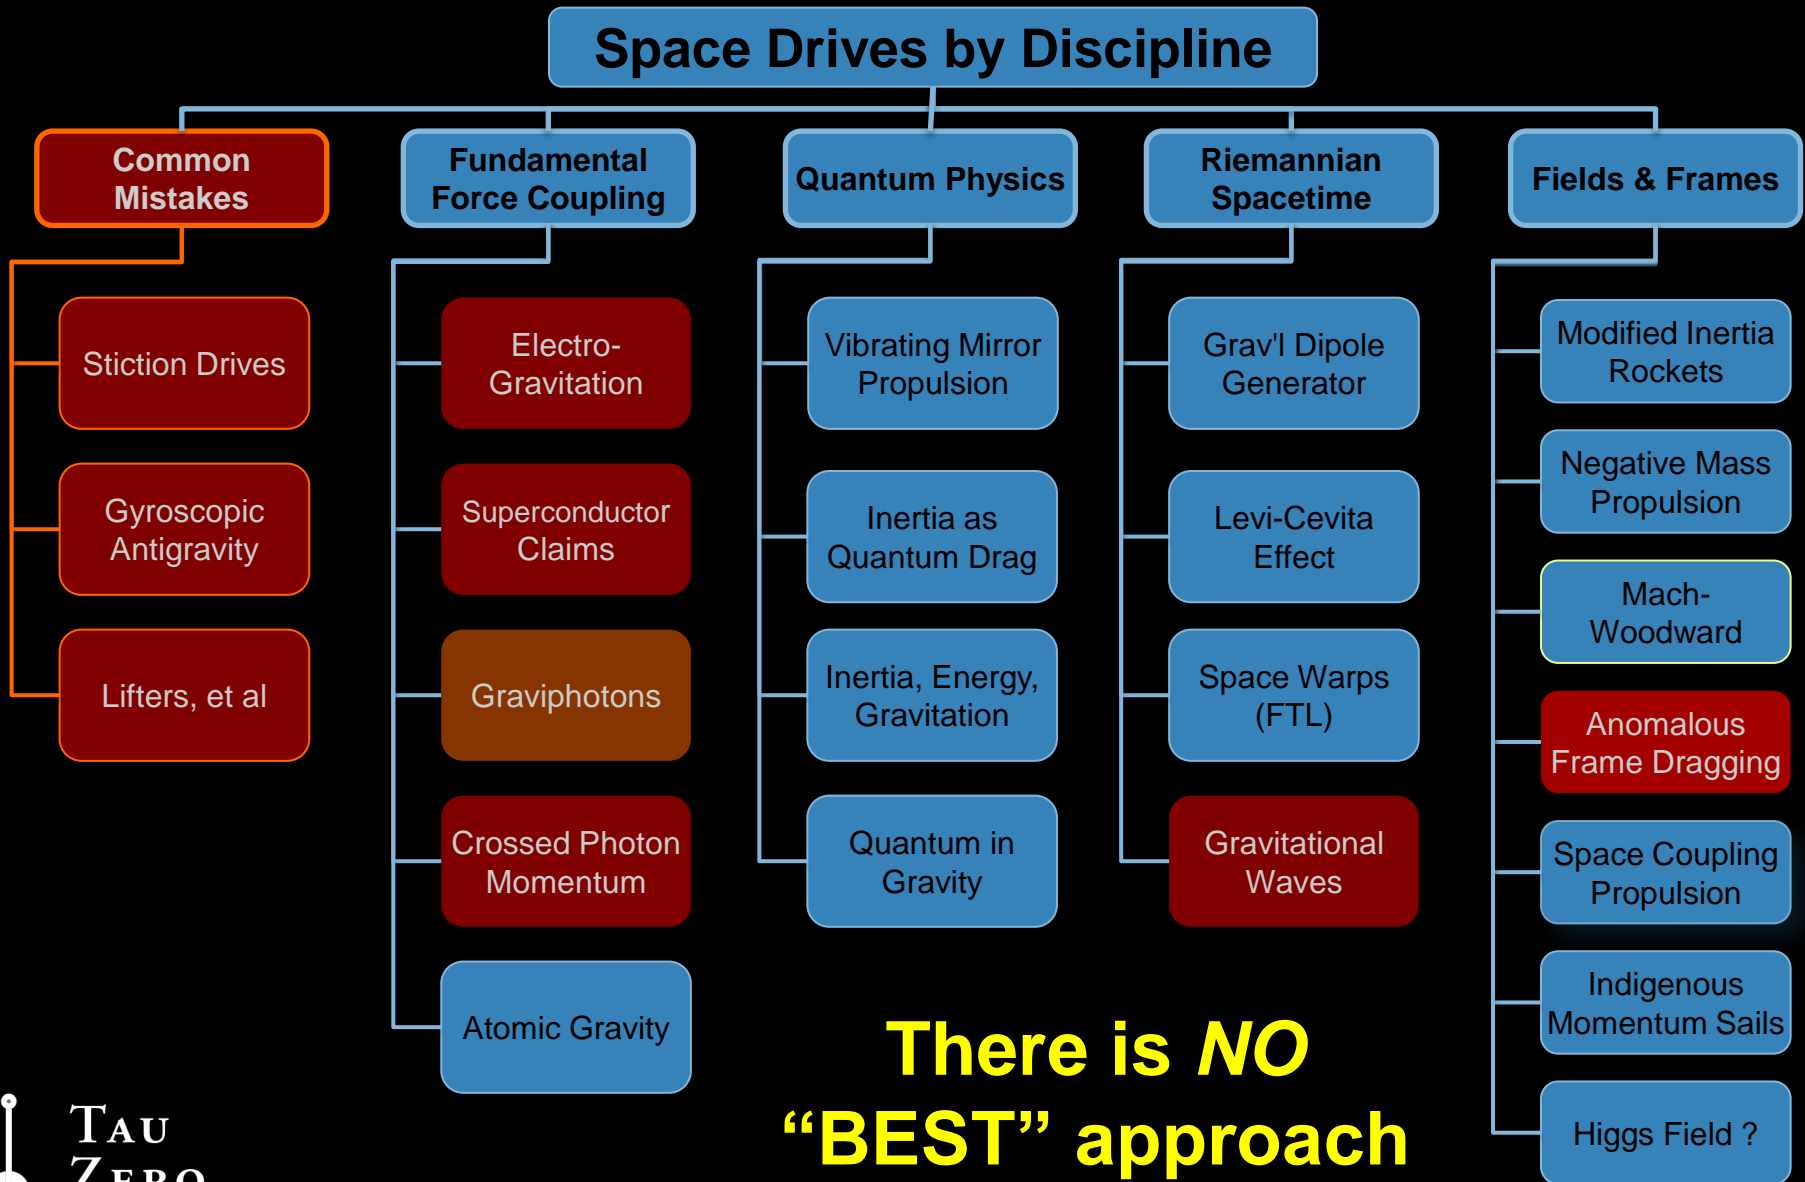 Space Drives by Discipline
Common
Mistakes
Stiction Drives
Gyroscopic
Antigravity
Lifters, et al
Fundamental
Force Coupling
Electro-
Gravitation
Superconductor
Claims
Graviphotons
Crossed Photon
Momentum
Atomic Gravity
Quantum Physics
Vibrating Mirror
Propulsion
Inertia as
Quantum Drag
Inertia, Energy,
Gravitation
Quantum in
Gravity
Riemannian
Spacetime
Grav'l Dipole
Generator
Levi-Cevita
Effect
Space Warps
(FTL)
Gravitational
Waves
Fields & Frames
Modified Inertia
Rockets
Negative Mass
Propulsion
Mach-
Woodward
Anomalous
Frame Dragging
Space Coupling
Propulsion
Indigenous
Momentum Sails
Higgs Field ?
There is NO
“BEST” approach
TAU
ZERO